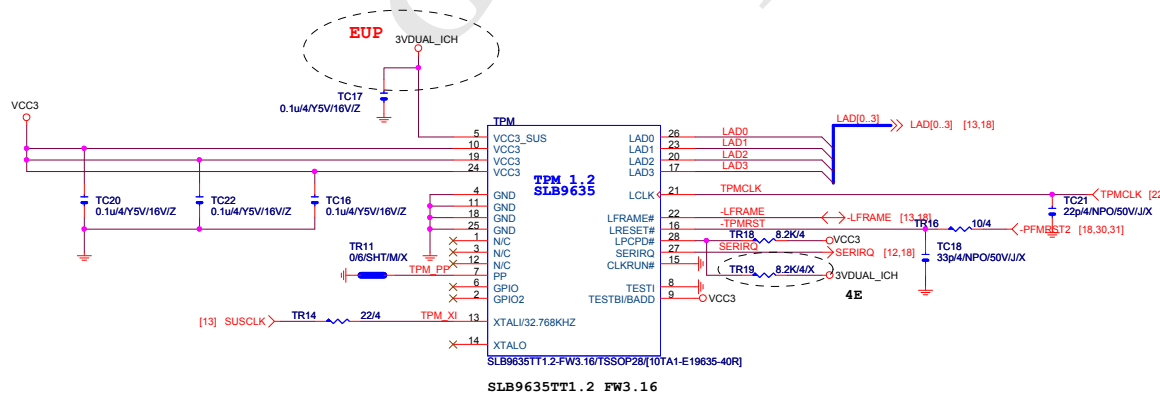 EUP
3VDUAL_ICH
TC17
0.1u/4/Y5V/16V/Z
VCC3
TPM
5 VCC3_SUS
10 VCC3
19 VCC3
24 VCC3
4 GND
11 GND
18 GND
25 GND
1 N/C
3 N/C
12 N/C
7 PP
6 GPIO
2 GPIO2
13 XTALI/32.768KHZ
14 XTALO
TPM 1.2
SLB9635
LAD0 26 LAD0
LAD1 23 LAD1
LAD2 20 LAD2
LAD3 17 LAD3
LAD[0..3] LAD[0..3] [13,18]
LCLK 21 TPMCLK TPMCLK [22
LFRAME# 22 -LFRAME -LFRAME [13,18]
LRESET# 16 -TPMRST TR16 10/4 -PFMRST2 [18,30,31]
LPCPD# 28 TR18 8.2K/4 VCC3
SERIRQ 27 SERIRQ SERIRQ [12,18]
CLKRUN# 15
TR19 8.2K/4/X 3VDUAL_ICH
4E
TESTI 8
TESTBI/BADD 9 VCC3
TC21
22p/4/NPO/50V/J/X
TC18
33p/4/NPO/50V/J/X
TC20
0.1u/4/Y5V/16V/Z
TC22
0.1u/4/Y5V/16V/Z
TC16
0.1u/4/Y5V/16V/Z
TR11
0/6/SHT/M/X
TPM_PP
[13] SUSCLK TR14 22/4 TPM_XI
SLB9635TT1.2-FW3.16/TSSOP28/[10TA1-E19635-40R]
SLB9635TT1.2 FW3.16